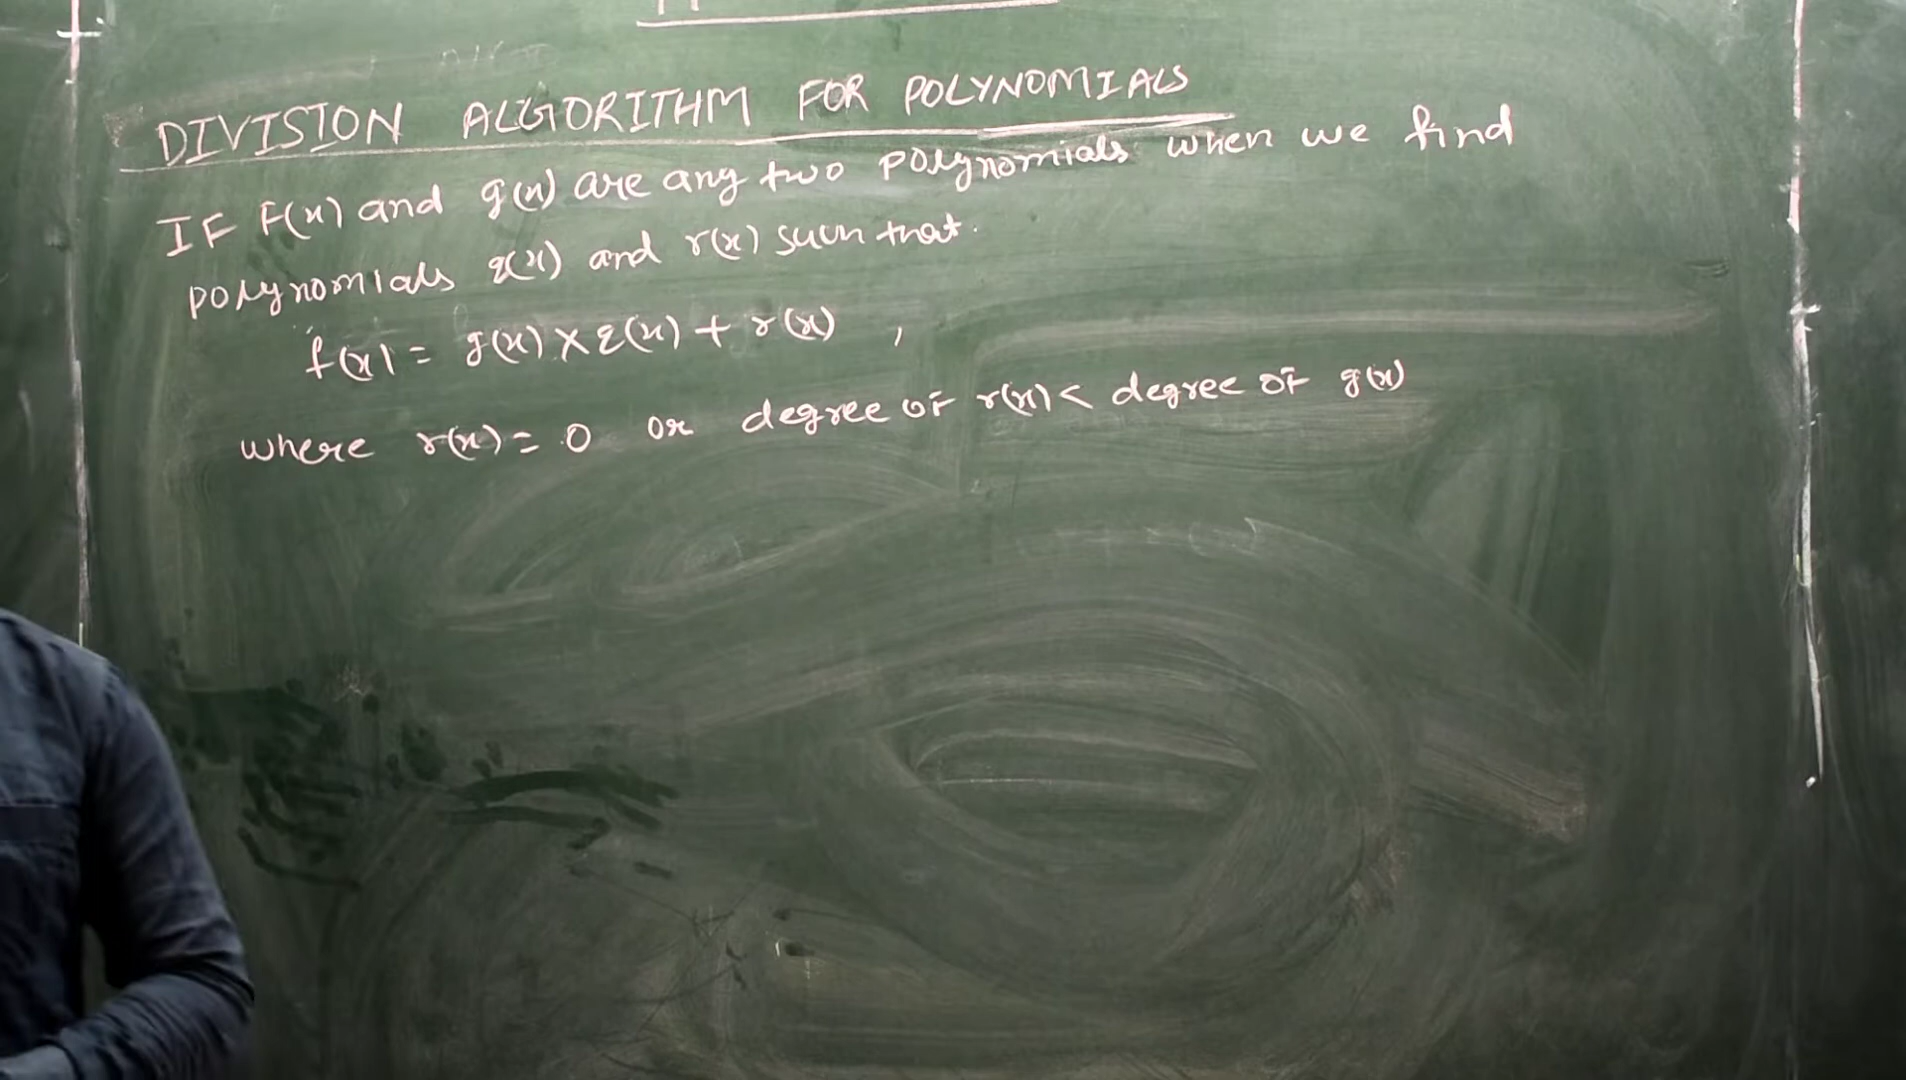 DIVISION ALGORITHM FOR POLYNOMIALS
IF F(x) and g(x) are any two polynomials when we find
polynomials q(x) and r(x) such that.
f(x) = g(x) × q(x) + r(x) ,
where r(x) = 0 or degree of r(x) < degree of g(x)